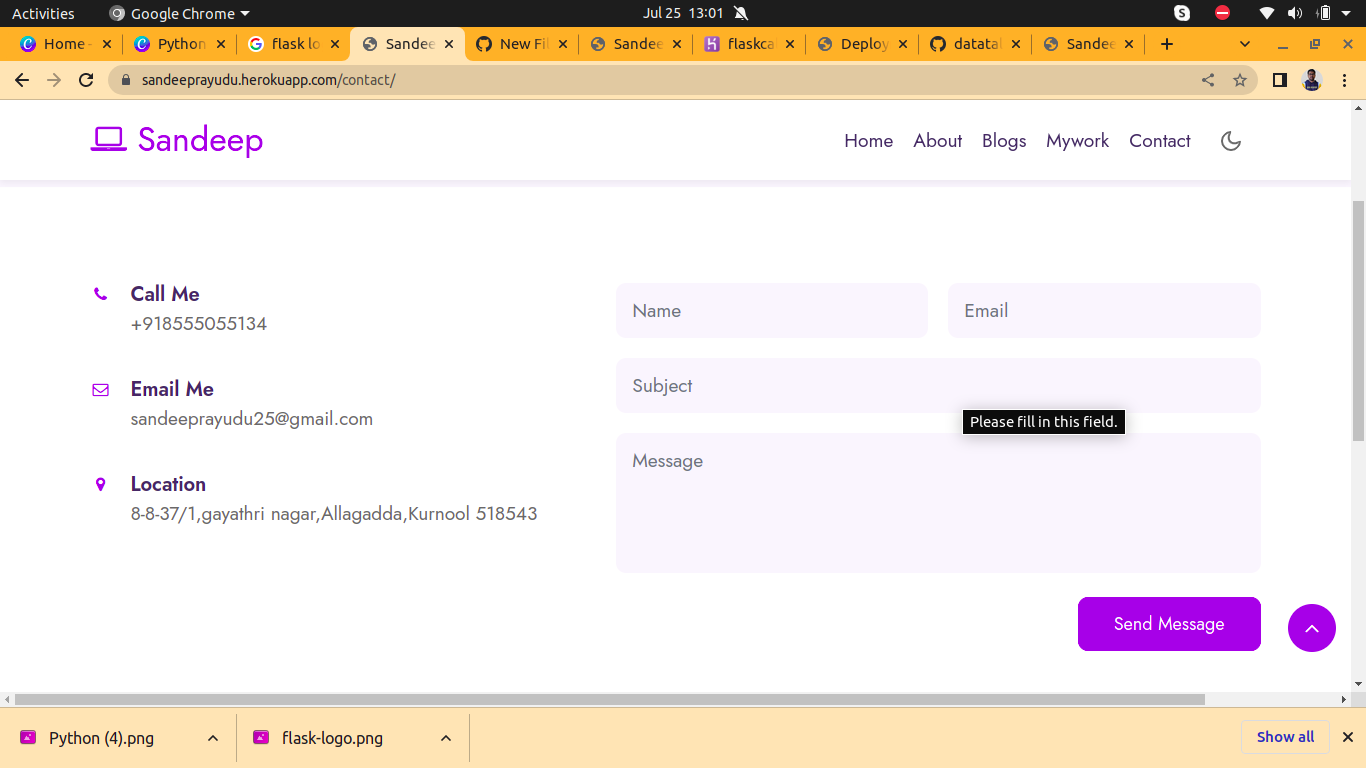 Activities Google Chrome Jul 25 13:01
Home - Python flask lo Sandee New Fil Sandee flaskca Deploy datatal Sandee
sandeeprayudu.herokuapp.com/contact/
Sandeep Home About Blogs Mywork Contact
Call Me
+918555055134
Name Email
Email Me
sandeeprayudu25@gmail.com
Subject
Please fill in this field.
Message
Location
8-8-37/1,gayathri nagar,Allagadda,Kurnool 518543
Send Message
Python (4).png flask-logo.png Show all